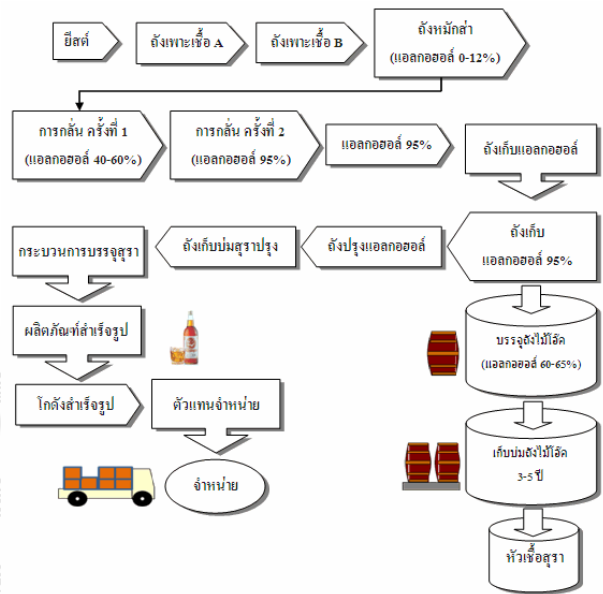 ยีสต์
ถังเพาะเชื้อ A
ถังเพาะเชื้อ B
ถังหมักส่า
(แอลกอฮอล์ 0-12%)
การกลั่น ครั้งที่ 1
(แอลกอฮอล์ 40-60%)
การกลั่น ครั้งที่ 2
(แอลกอฮอล์ 95%)
แอลกอฮอล์ 95%
ถังเก็บแอลกอฮอล์
ถังเก็บ
แอลกอฮอล์ 95%
ถังปรุงแอลกอฮอล์
ถังเก็บบ่มสุราปรุง
กระบวนการบรรจุสุรา
ผลิตภัณฑ์สำเร็จรูป
โกดังสำเร็จรูป
ตัวแทนจำหน่าย
จำหน่าย
บรรจุถังไม้โอ๊ค
(แอลกอฮอล์ 60-65%)
เก็บบ่มถังไม้โอ๊ค
3-5 ปี
หัวเชื้อสุรา